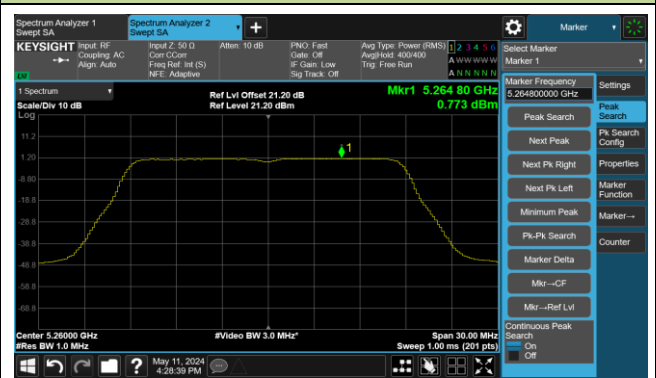 Spectrum Analyzer 1
Swept SA
Spectrum Analyzer 2
Swept SA
Marker
KEYSIGHT
Input: RF
Coupling: AC
Align: Auto
Input Z: 50 Ω
Corr CCorr
Freq Ref: Int (S)
NFE: Adaptive
Atten: 10 dB
PNO: Fast
Gate: Off
IF Gain: Low
Sig Track: Off
Avg Type: Power (RMS)
Avg|Hold: 400/400
Trig: Free Run
1 2 3 4 5 6
A W W W W W
A N N N N N
LNI
Select Marker
Marker 1
1 Spectrum
Scale/Div 10 dB
Log
Ref Lvl Offset 21.20 dB
Ref Level 21.20 dBm
Mkr1 5.264 80 GHz
0.773 dBm
11.2
1.20
-8.80
-18.8
-28.8
-38.8
-48.8
-58.8
-68.8
1
Center 5.26000 GHz
#Res BW 1.0 MHz
#Video BW 3.0 MHz*
Span 30.00 MHz
Sweep 1.00 ms (201 pts)
Marker Frequency
5.264800000 GHz
Peak Search
Next Peak
Next Pk Right
Next Pk Left
Minimum Peak
Pk-Pk Search
Marker Delta
Mkr→CF
Mkr→Ref Lvl
Continuous Peak
Search
On
Off
Settings
Peak
Search
Pk Search
Config
Properties
Marker
Function
Marker→
Counter
May 11, 2024
4:28:39 PM